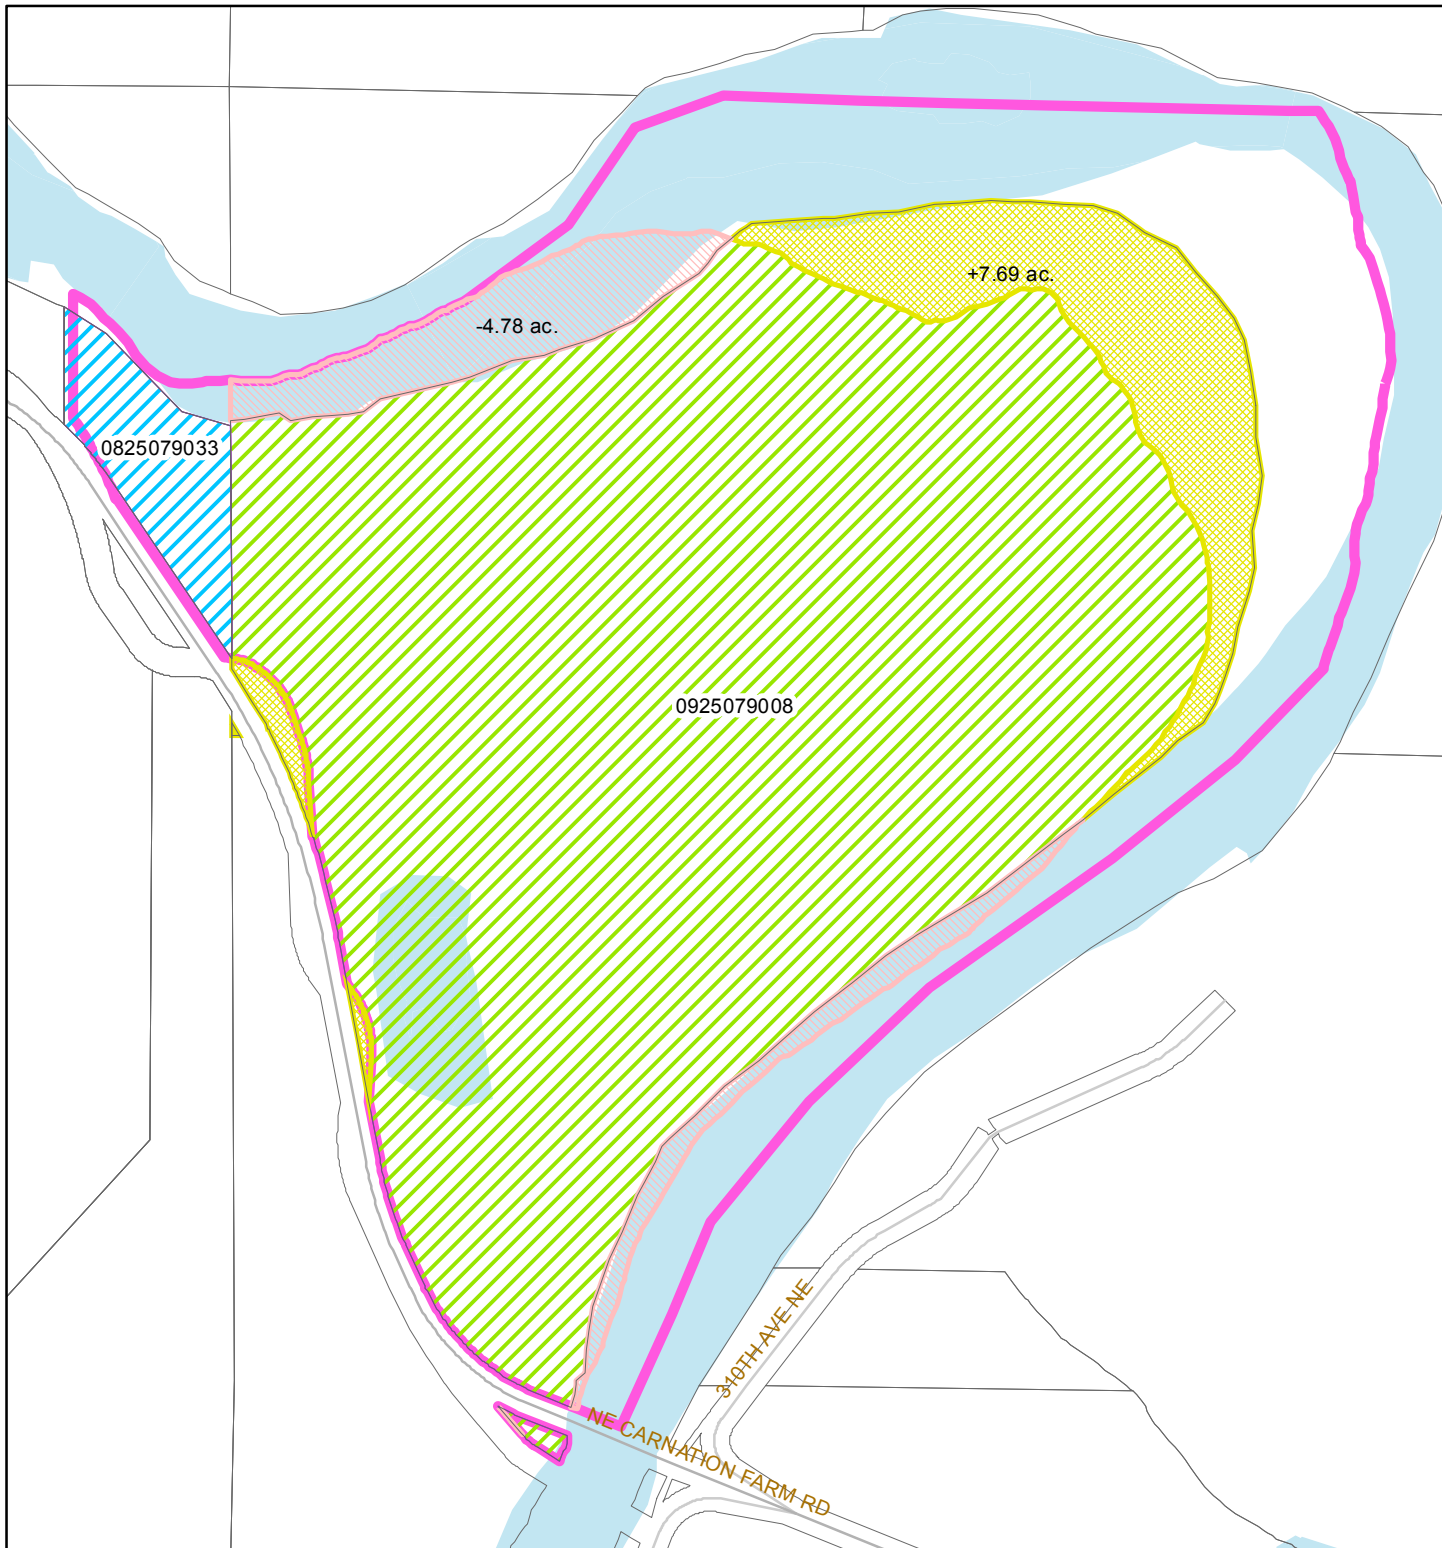 +7.69 ac.
-4.78 ac.
0825079033
0925079008
310TH AVE NE
NE CARNATION FARM RD